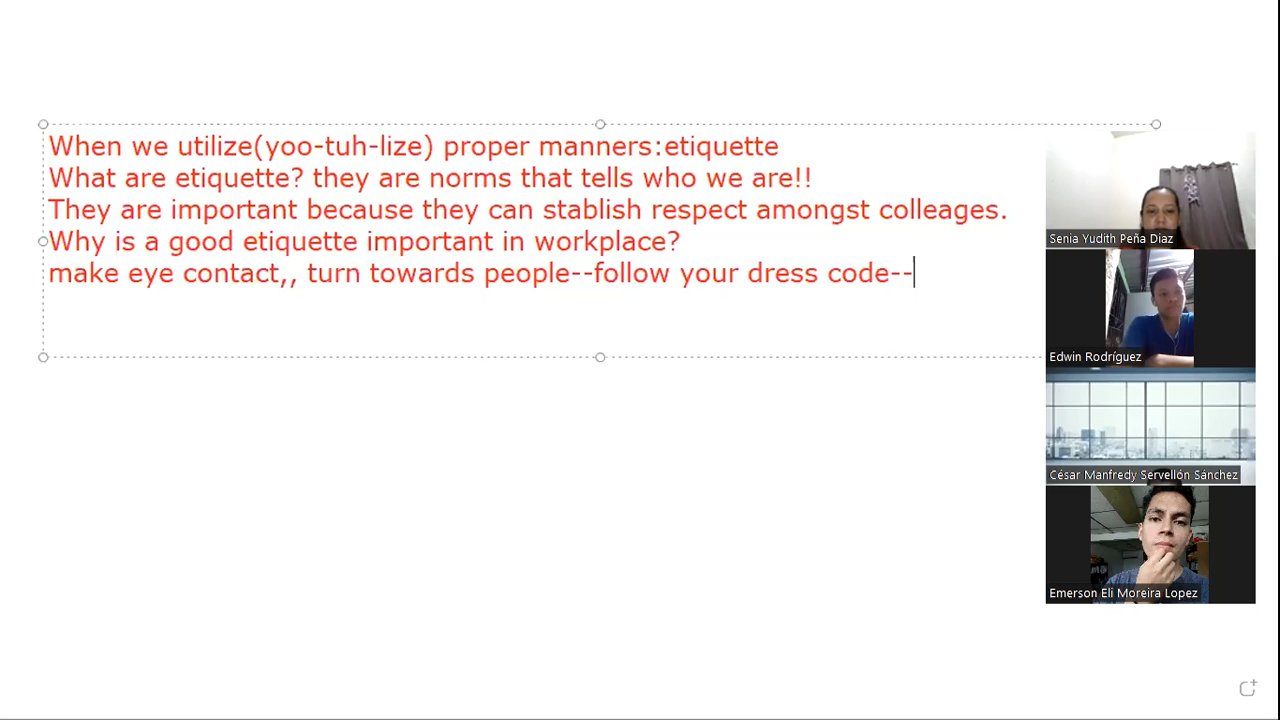 When we utilize(yoo-tuh-lize) proper manners:etiquette
What are etiquette? they are norms that tells who we are!!
They are important because they can stablish respect amongst colleages.
Why is a good etiquette important in workplace?
make eye contact,, turn towards people--follow your dress code--
Senia Yudith Peña Diaz
Edwin Rodríguez
César Manfredy Servellón Sánchez
Emerson Eli Moreira Lopez